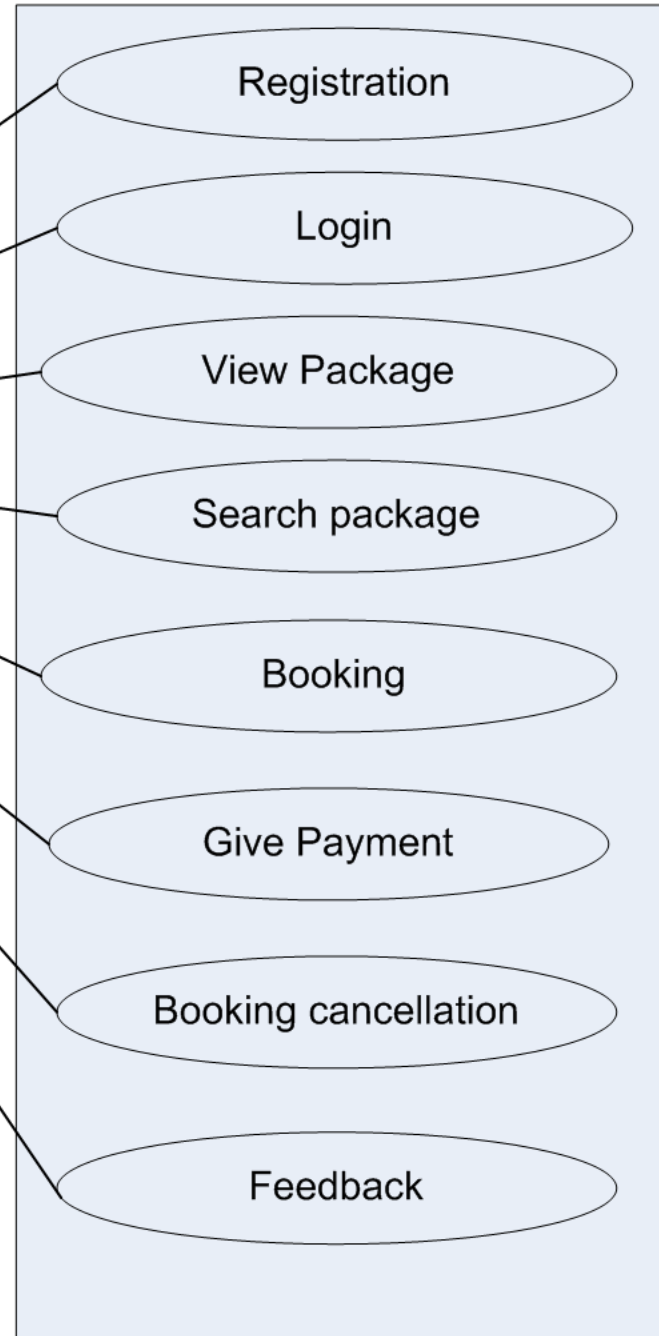 Registration
Login
View Package
Search package
Booking
Give Payment
Booking cancellation
Feedback